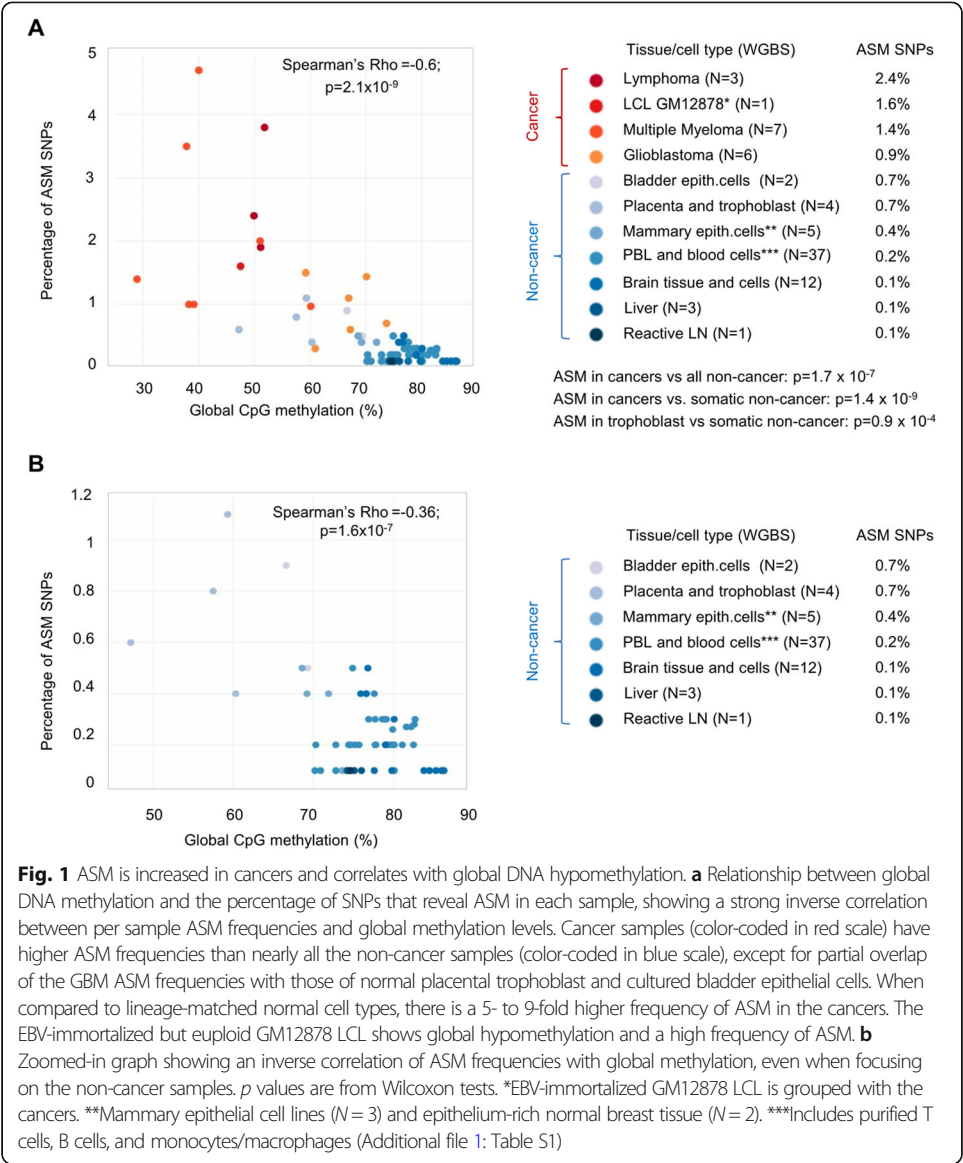 A
5
4
3
2
1
0
Percentage of ASM SNPs
Spearman's Rho =-0.6;
p=2.1x10-9
30 40 50 60 70 80 90
Global CpG methylation (%)
Tissue/cell type (WGBS) ASM SNPs
Cancer
Lymphoma (N=3) 2.4%
LCL GM12878* (N=1) 1.6%
Multiple Myeloma (N=7) 1.4%
Glioblastoma (N=6) 0.9%
Non-cancer
Bladder epith.cells (N=2) 0.7%
Placenta and trophoblast (N=4) 0.7%
Mammary epith.cells** (N=5) 0.4%
PBL and blood cells*** (N=37) 0.2%
Brain tissue and cells (N=12) 0.1%
Liver (N=3) 0.1%
Reactive LN (N=1) 0.1%
ASM in cancers vs all non-cancer: p=1.7 x 10-7
ASM in cancers vs. somatic non-cancer: p=1.4 x 10-9
ASM in trophoblast vs somatic non-cancer: p=0.9 x 10-4
B
1.2
1
0.8
0.6
0.4
0.2
0
Percentage of ASM SNPs
Spearman's Rho =-0.36;
p=1.6x10-7
50 60 70 80 90
Global CpG methylation (%)
Tissue/cell type (WGBS) ASM SNPs
Non-cancer
Bladder epith.cells (N=2) 0.7%
Placenta and trophoblast (N=4) 0.7%
Mammary epith.cells** (N=5) 0.4%
PBL and blood cells*** (N=37) 0.2%
Brain tissue and cells (N=12) 0.1%
Liver (N=3) 0.1%
Reactive LN (N=1) 0.1%
Fig. 1 ASM is increased in cancers and correlates with global DNA hypomethylation. a Relationship between global
DNA methylation and the percentage of SNPs that reveal ASM in each sample, showing a strong inverse correlation
between per sample ASM frequencies and global methylation levels. Cancer samples (color-coded in red scale) have
higher ASM frequencies than nearly all the non-cancer samples (color-coded in blue scale), except for partial overlap
of the GBM ASM frequencies with those of normal placental trophoblast and cultured bladder epithelial cells. When
compared to lineage-matched normal cell types, there is a 5- to 9-fold higher frequency of ASM in the cancers. The
EBV-immortalized but euploid GM12878 LCL shows global hypomethylation and a high frequency of ASM. b
Zoomed-in graph showing an inverse correlation of ASM frequencies with global methylation, even when focusing
on the non-cancer samples. p values are from Wilcoxon tests. *EBV-immortalized GM12878 LCL is grouped with the
cancers. **Mammary epithelial cell lines (N = 3) and epithelium-rich normal breast tissue (N = 2). ***Includes purified T
cells, B cells, and monocytes/macrophages (Additional file 1: Table S1)